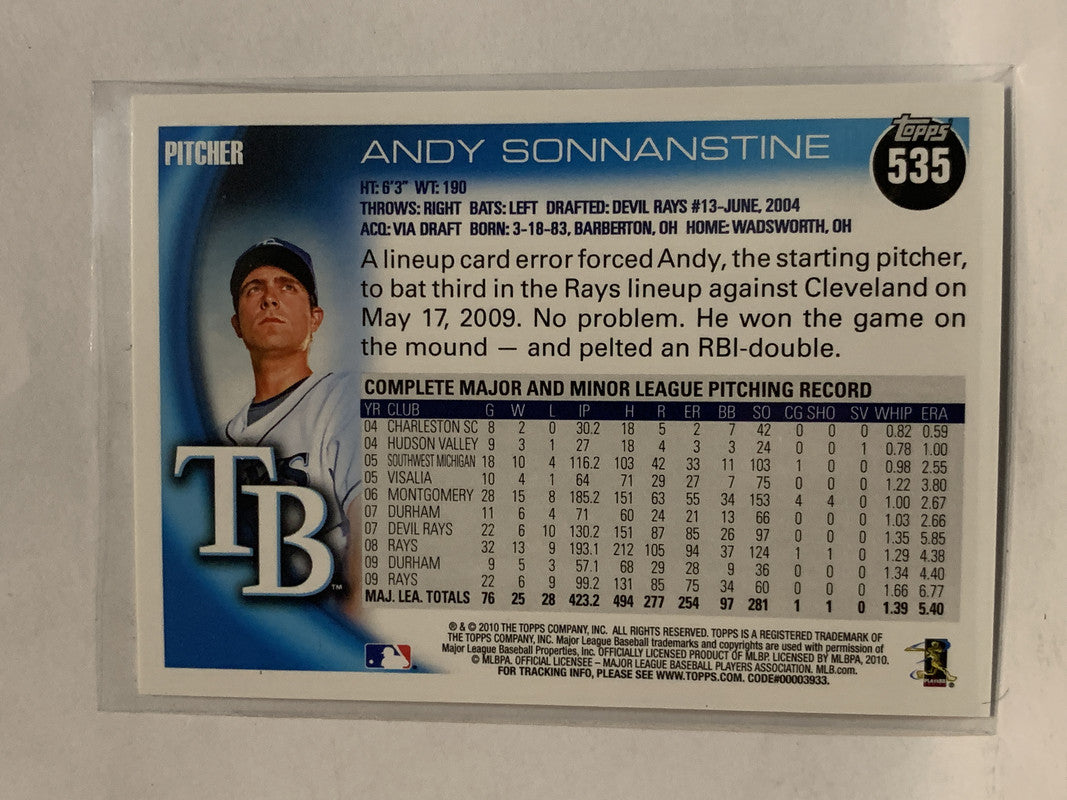 PITCHER
ANDY SONNANSTINE
Topps
535
HT: 6'3" WT: 190
THROWS: RIGHT BATS: LEFT DRAFTED: DEVIL RAYS #13-JUNE, 2004
ACQ: VIA DRAFT BORN: 3-18-83, BARBERTON, OH HOME: WADSWORTH, OH
A lineup card error forced Andy, the starting pitcher,
to bat third in the Rays lineup against Cleveland on
May 17, 2009. No problem. He won the game on
the mound — and pelted an RBI-double.
COMPLETE MAJOR AND MINOR LEAGUE PITCHING RECORD
YR CLUB G W L IP H R ER BB SO CG SHO SV WHIP ERA
04 CHARLESTON SC 8 2 0 30.2 18 5 2 7 42 0 0 0 0.82 0.59
04 HUDSON VALLEY 9 3 1 27 18 4 3 3 24 0 0 1 0.78 1.00
05 SOUTHWEST MICHIGAN 18 10 4 116.2 103 42 33 11 103 1 0 0 0.98 2.55
05 VISALIA 10 4 1 64 71 29 27 7 75 0 0 0 1.22 3.80
06 MONTGOMERY 28 15 8 185.2 151 63 55 34 153 4 4 0 1.00 2.67
07 DURHAM 11 6 4 71 60 24 21 13 66 0 0 0 1.03 2.66
07 DEVIL RAYS 22 6 10 130.2 151 87 85 26 97 0 0 0 1.35 5.85
08 RAYS 32 13 9 193.1 212 105 94 37 124 1 1 0 1.29 4.38
09 DURHAM 9 5 3 57.1 68 29 28 9 36 0 0 0 1.34 4.40
09 RAYS 22 6 9 99.2 131 85 75 34 60 0 0 0 1.66 6.77
MAJ. LEA. TOTALS 76 25 28 423.2 494 277 254 97 281 1 1 0 1.39 5.40
TB™
® & © 2010 THE TOPPS COMPANY, INC. ALL RIGHTS RESERVED. TOPPS IS A REGISTERED TRADEMARK OF
THE TOPPS COMPANY, INC. Major League Baseball trademarks and copyrights are used with permission of
Major League Baseball Properties, Inc. OFFICIALLY LICENSED PRODUCT OF MLBP. LICENSED BY MLBPA, 2010.
© MLBPA. OFFICIAL LICENSEE – MAJOR LEAGUE BASEBALL PLAYERS ASSOCIATION. MLB.com.
FOR TRACKING INFO, PLEASE SEE WWW.TOPPS.COM. CODE#00003933.
PLAYERS